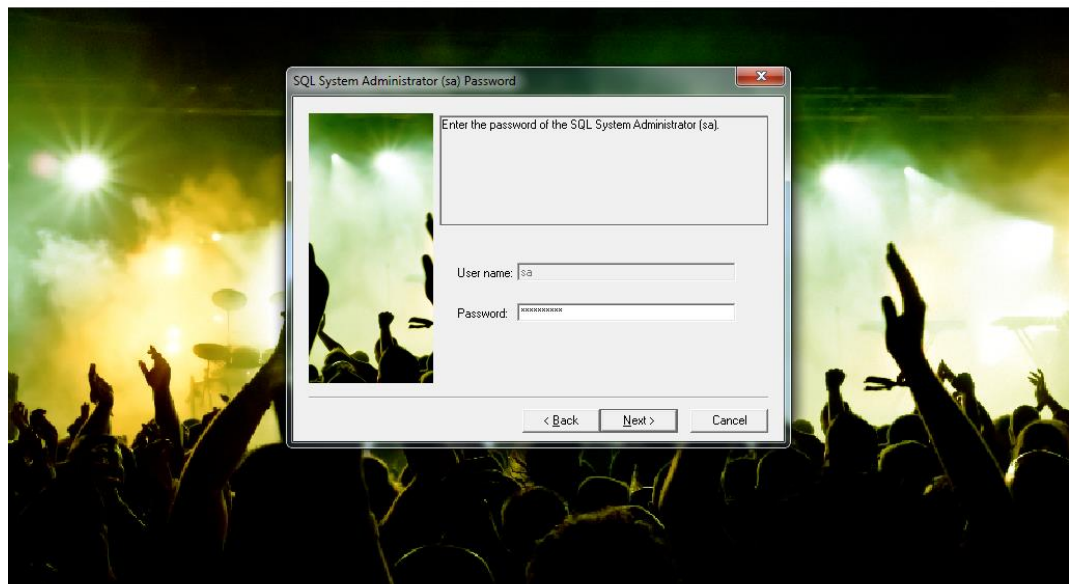 SQL System Administrator (sa) Password
Enter the password of the SQL System Administrator (sa).
User name: sa
Password: **********
< Back Next > Cancel